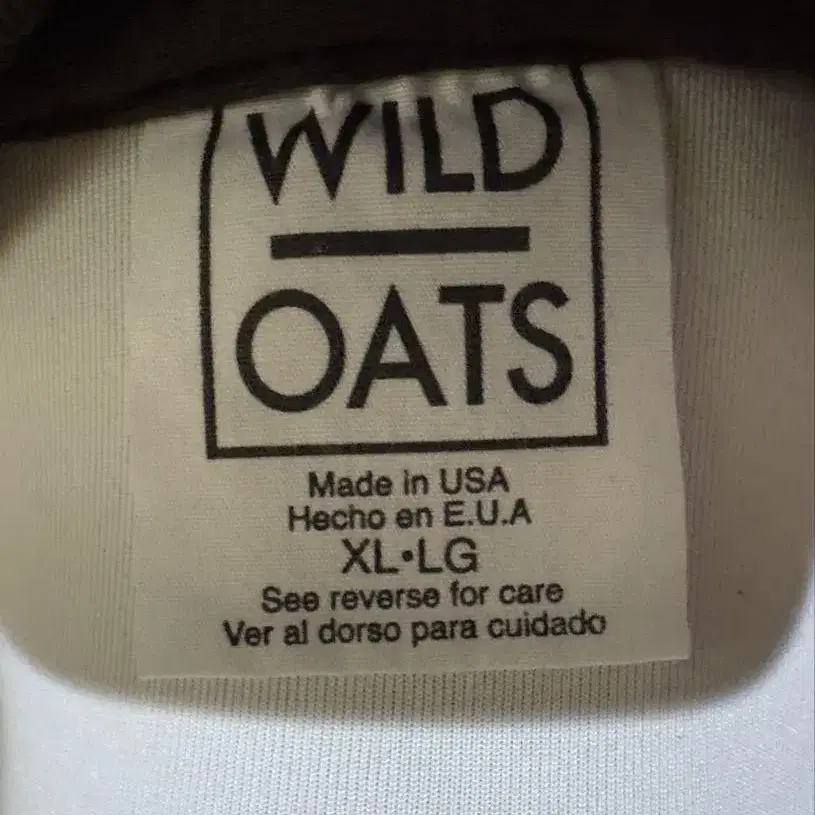 WILD
OATS
Made in USA
Hecho en E.U.A
XL•LG
See reverse for care
Ver al dorso para cuidado